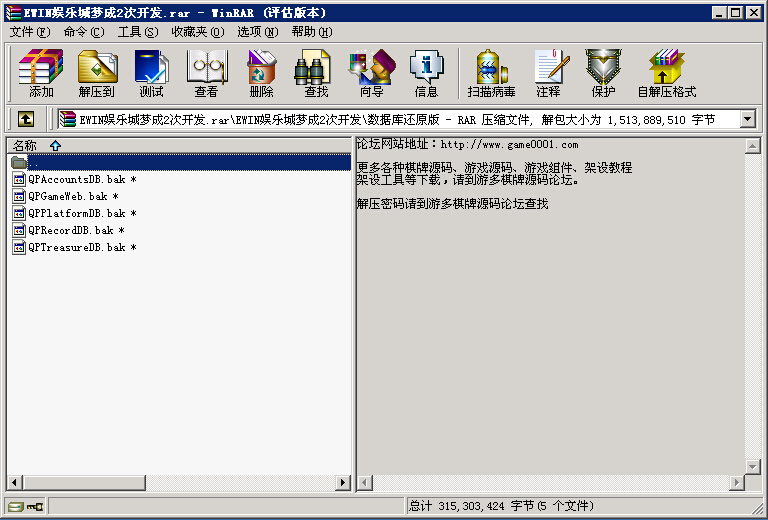 EWIN娱乐城梦成2次开发.rar - WinRAR (评估版本)
文件(F) 命令(C) 工具(S) 收藏夹(O) 选项(N) 帮助(H)
添加 解压到 测试 查看 删除 查找 向导 信息 扫描病毒 注释 保护 自解压格式
EWIN娱乐城梦成2次开发.rar\EWIN娱乐城梦成2次开发\数据库还原版 - RAR 压缩文件, 解包大小为 1,513,889,510 字节
名称
..
QPAccountsDB.bak *
QPGameWeb.bak *
QPPlatformDB.bak *
QPRecordDB.bak *
QPTreasureDB.bak *
论坛网站地址：http://www.game0001.com
更多各种棋牌源码、游戏源码、游戏组件、架设教程
架设工具等下载，请到游多棋牌源码论坛。
解压密码请到游多棋牌源码论坛查找
总计 315,303,424 字节(5 个文件)